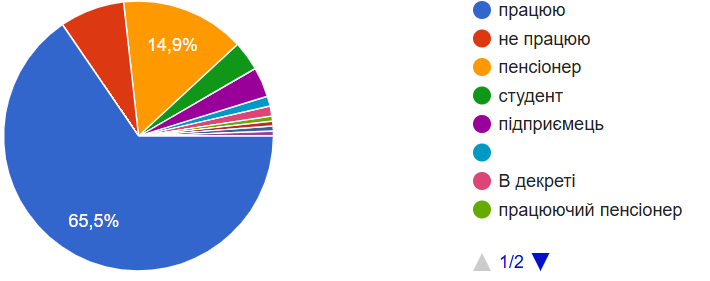 працюю
не працюю
14,9%
пенсіонер
студент
підприємець
В декреті
65,5%
працюючий пенсіонер
1/2